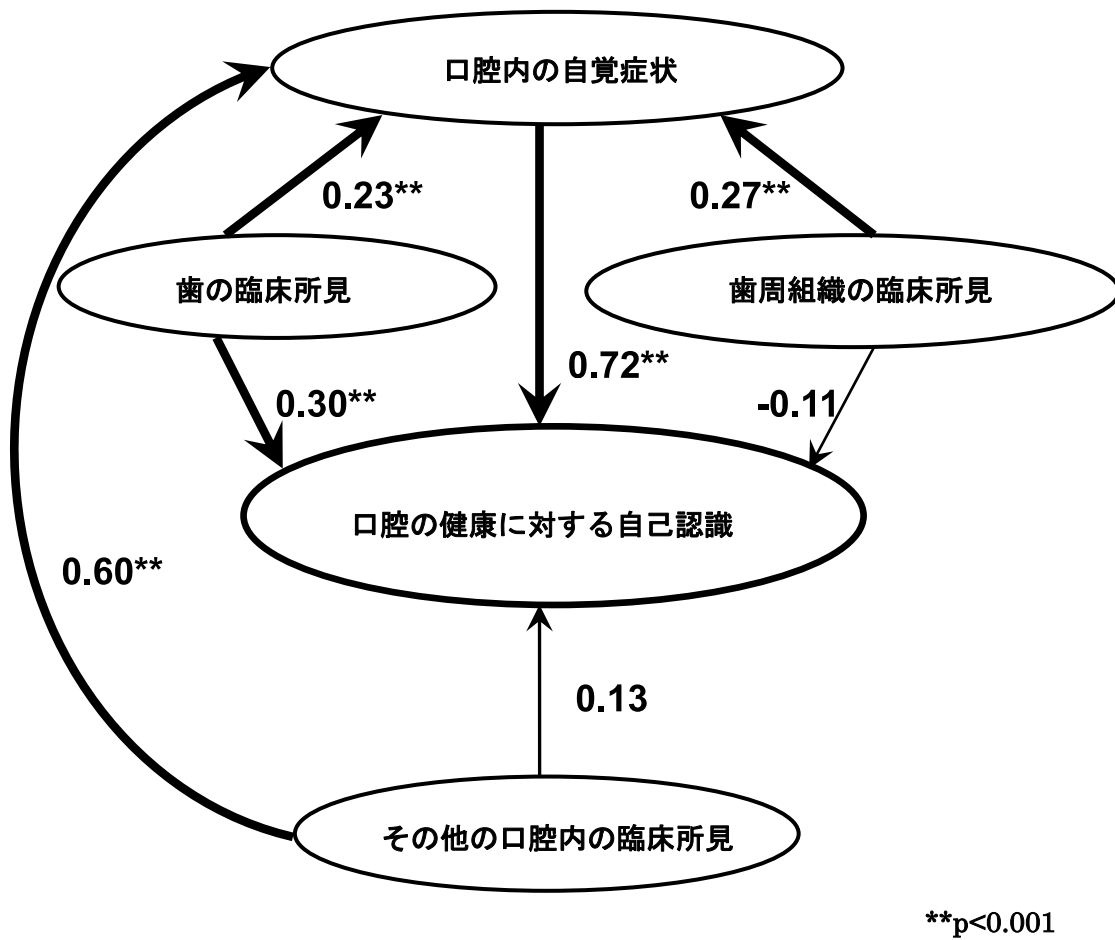 口腔内の自覚症状
0.23**
0.27**
歯の臨床所見
歯周組織の臨床所見
0.72**
0.30**
-0.11
口腔の健康に対する自己認識
0.60**
0.13
その他の口腔内の臨床所見
**p<0.001